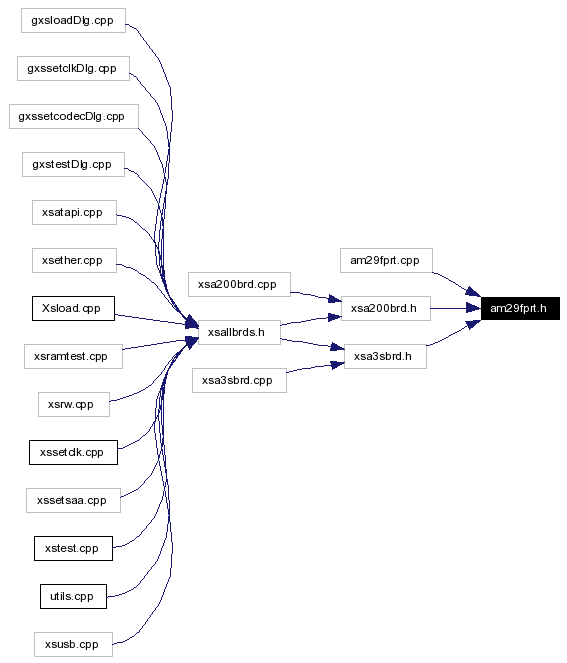 gxsloadDlg.cpp
gxssetclkDlg.cpp
gxssetcodecDlg.cpp
gxstestDlg.cpp
xsatapi.cpp
xsether.cpp
Xsload.cpp
xsramtest.cpp
xsrw.cpp
xssetclk.cpp
xssetsaa.cpp
xstest.cpp
utils.cpp
xsusb.cpp
xsallbrds.h
xsa200brd.cpp
xsa3sbrd.cpp
am29fprt.cpp
xsa200brd.h
xsa3sbrd.h
am29fprt.h